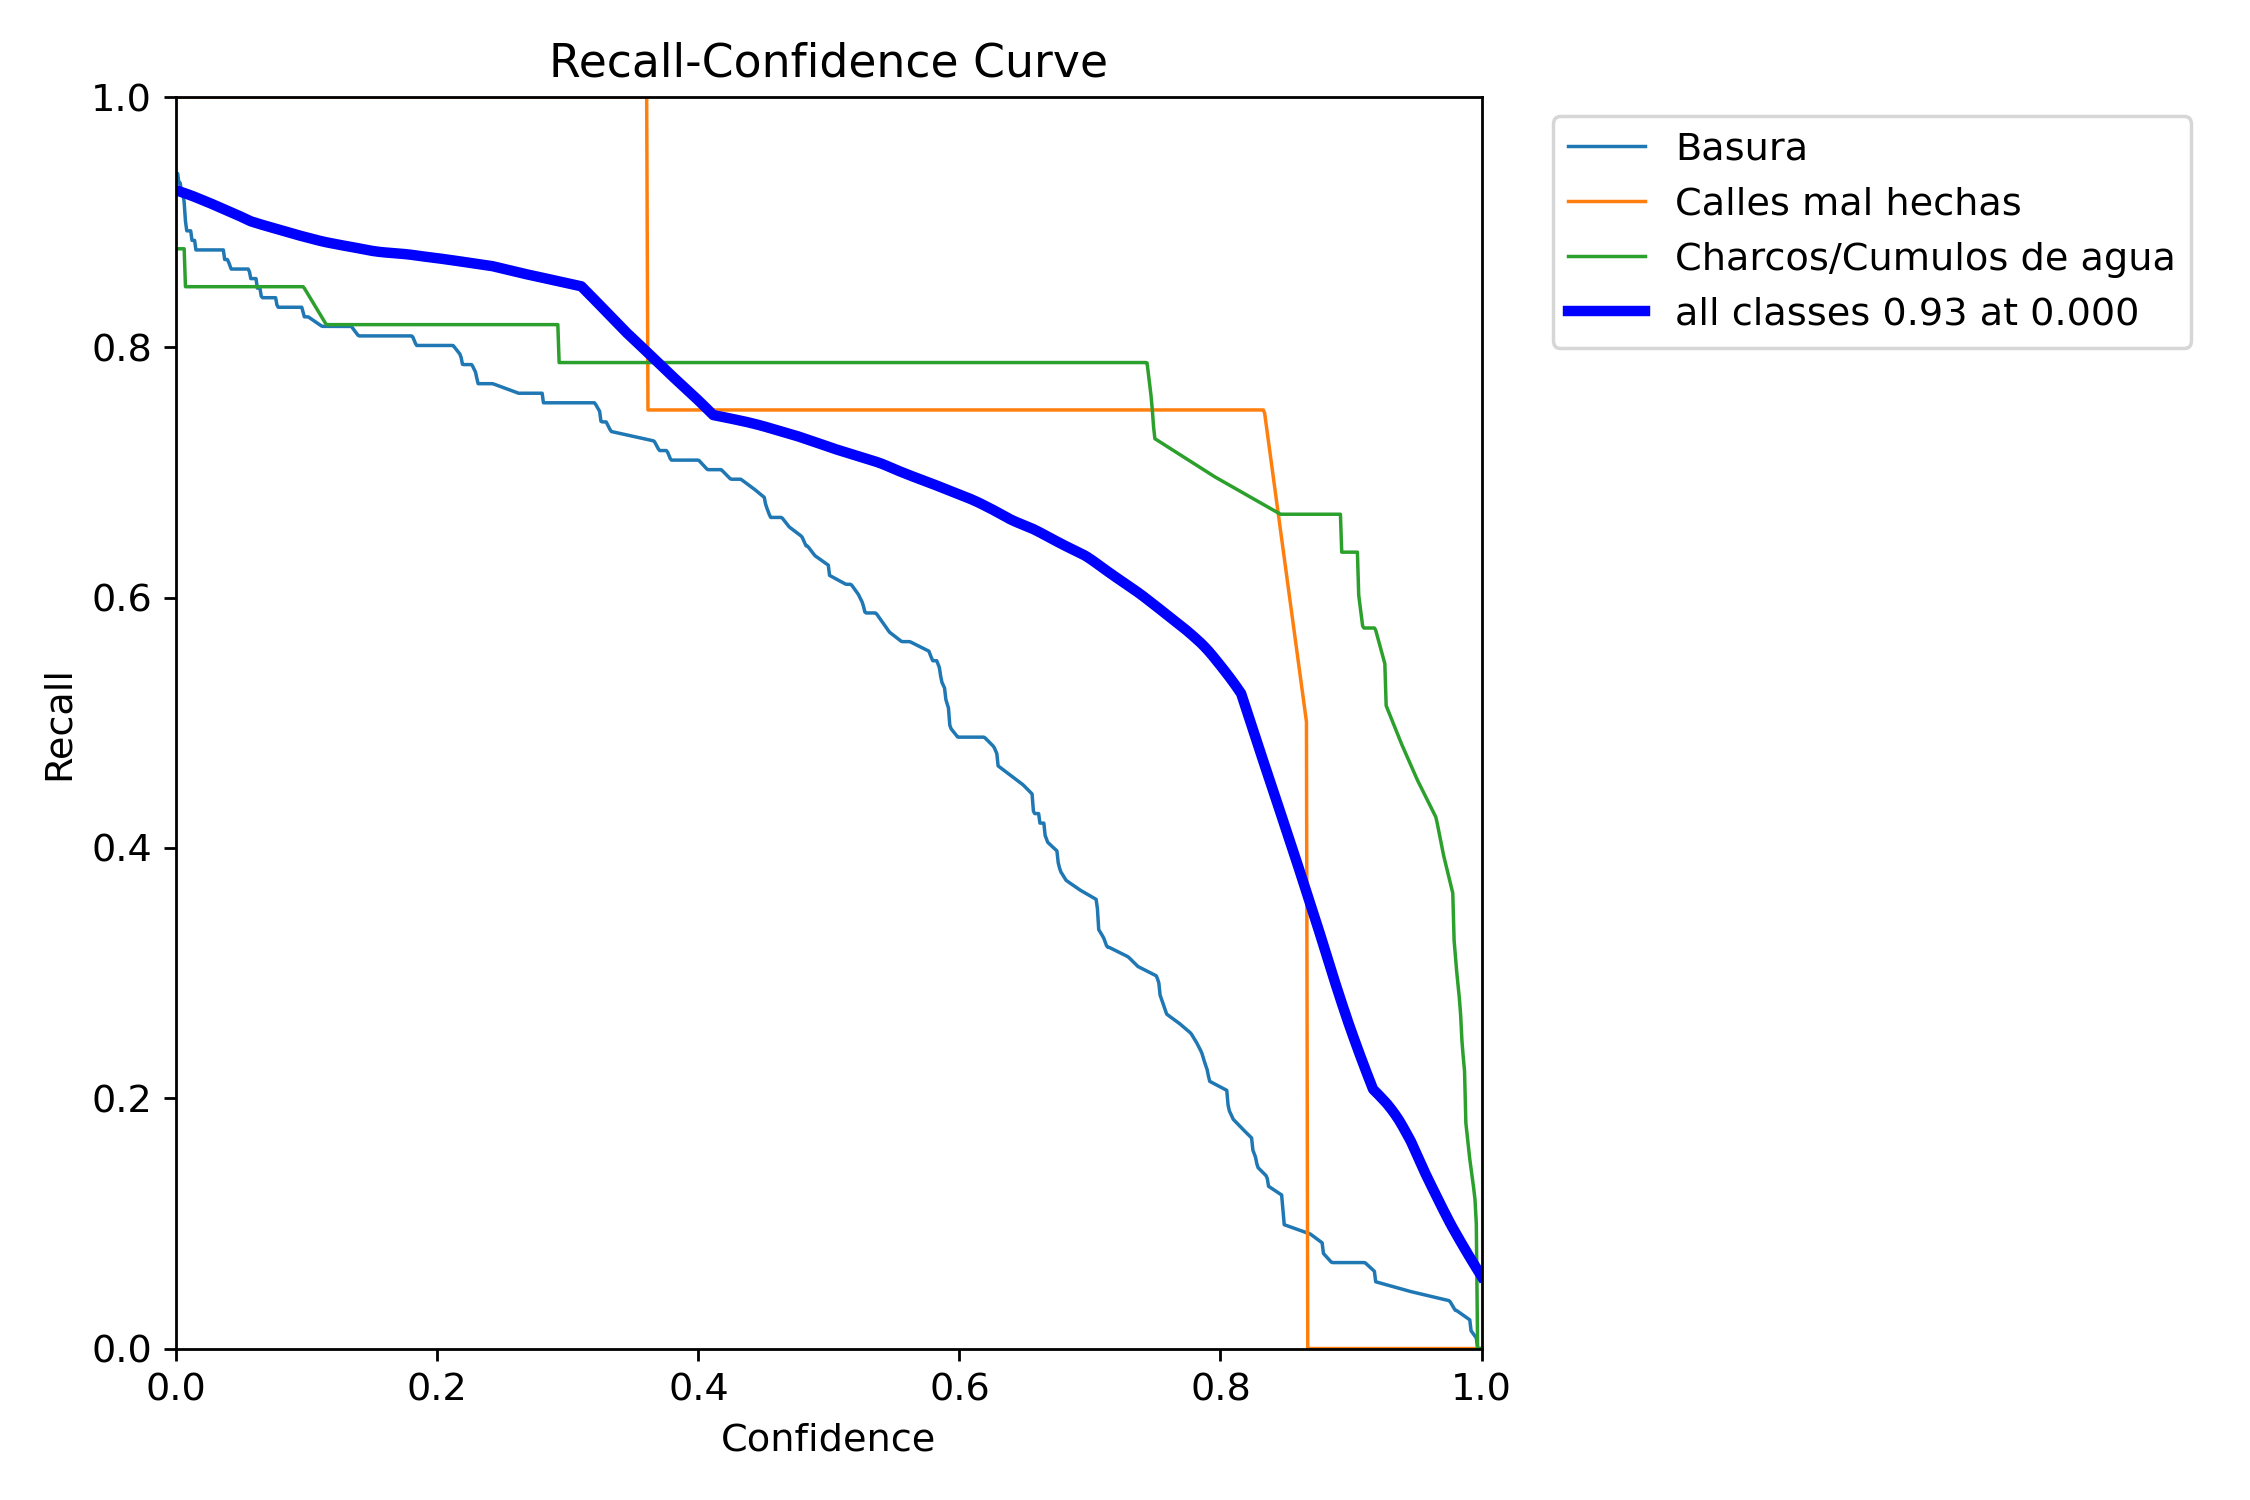 Recall-Confidence Curve
1.0
0.8
0.6
0.4
0.2
0.0
Recall
0.0 0.2 0.4 0.6 0.8 1.0
Confidence
Basura
Calles mal hechas
Charcos/Cumulos de agua
all classes 0.93 at 0.000